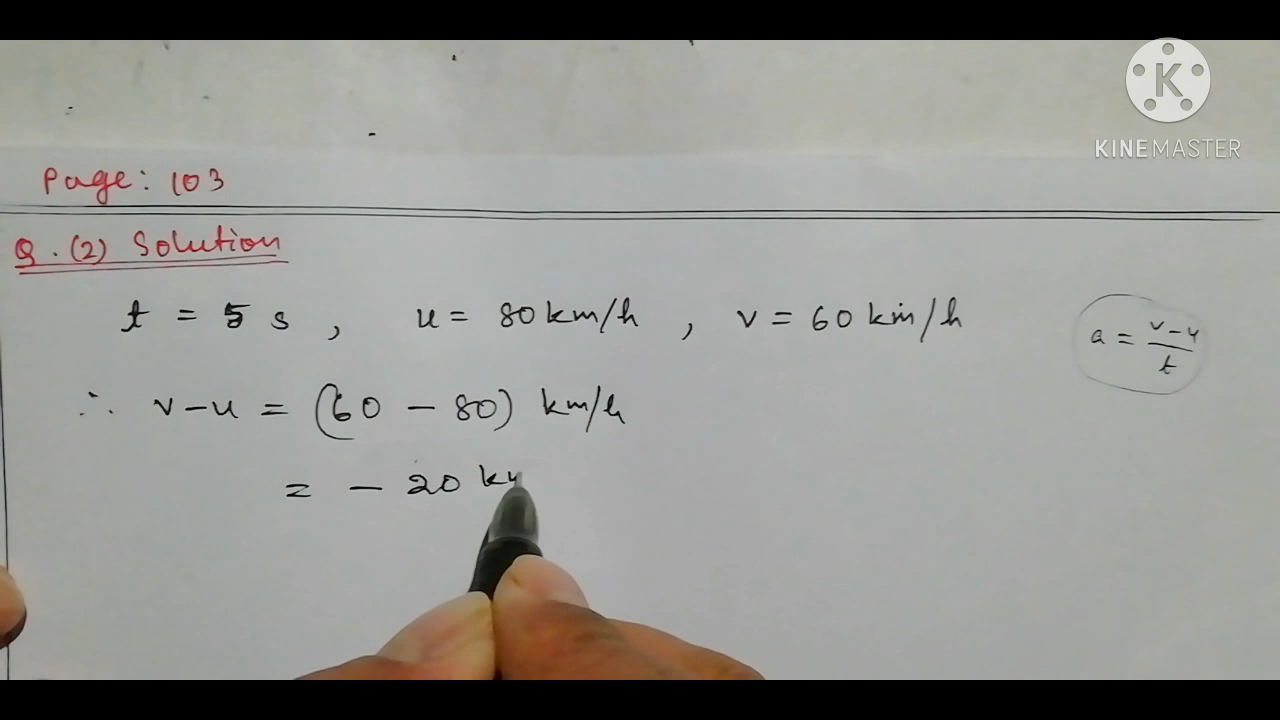 K
KINEMASTER
Page: 103
Q.(2) Solution
t = 5 s, u = 80 km/h, v = 60 km/h
a = v-u/t
∴ v-u = (60 - 80) km/h
= - 20